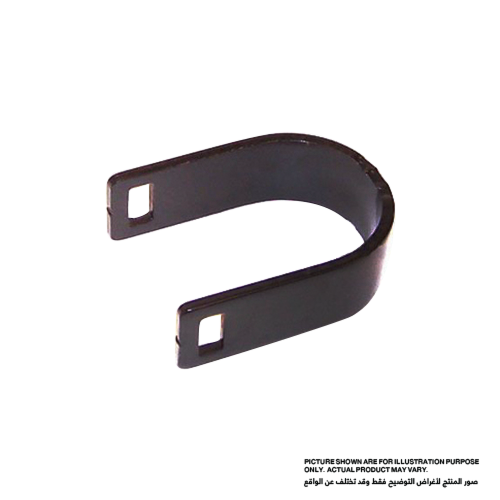 PICTURE SHOWN ARE FOR ILLUSTRATION PURPOSE
ONLY. ACTUAL PRODUCT MAY VARY.
صور المنتج لأغراض التوضيح فقط وقد تختلف عن الواقع